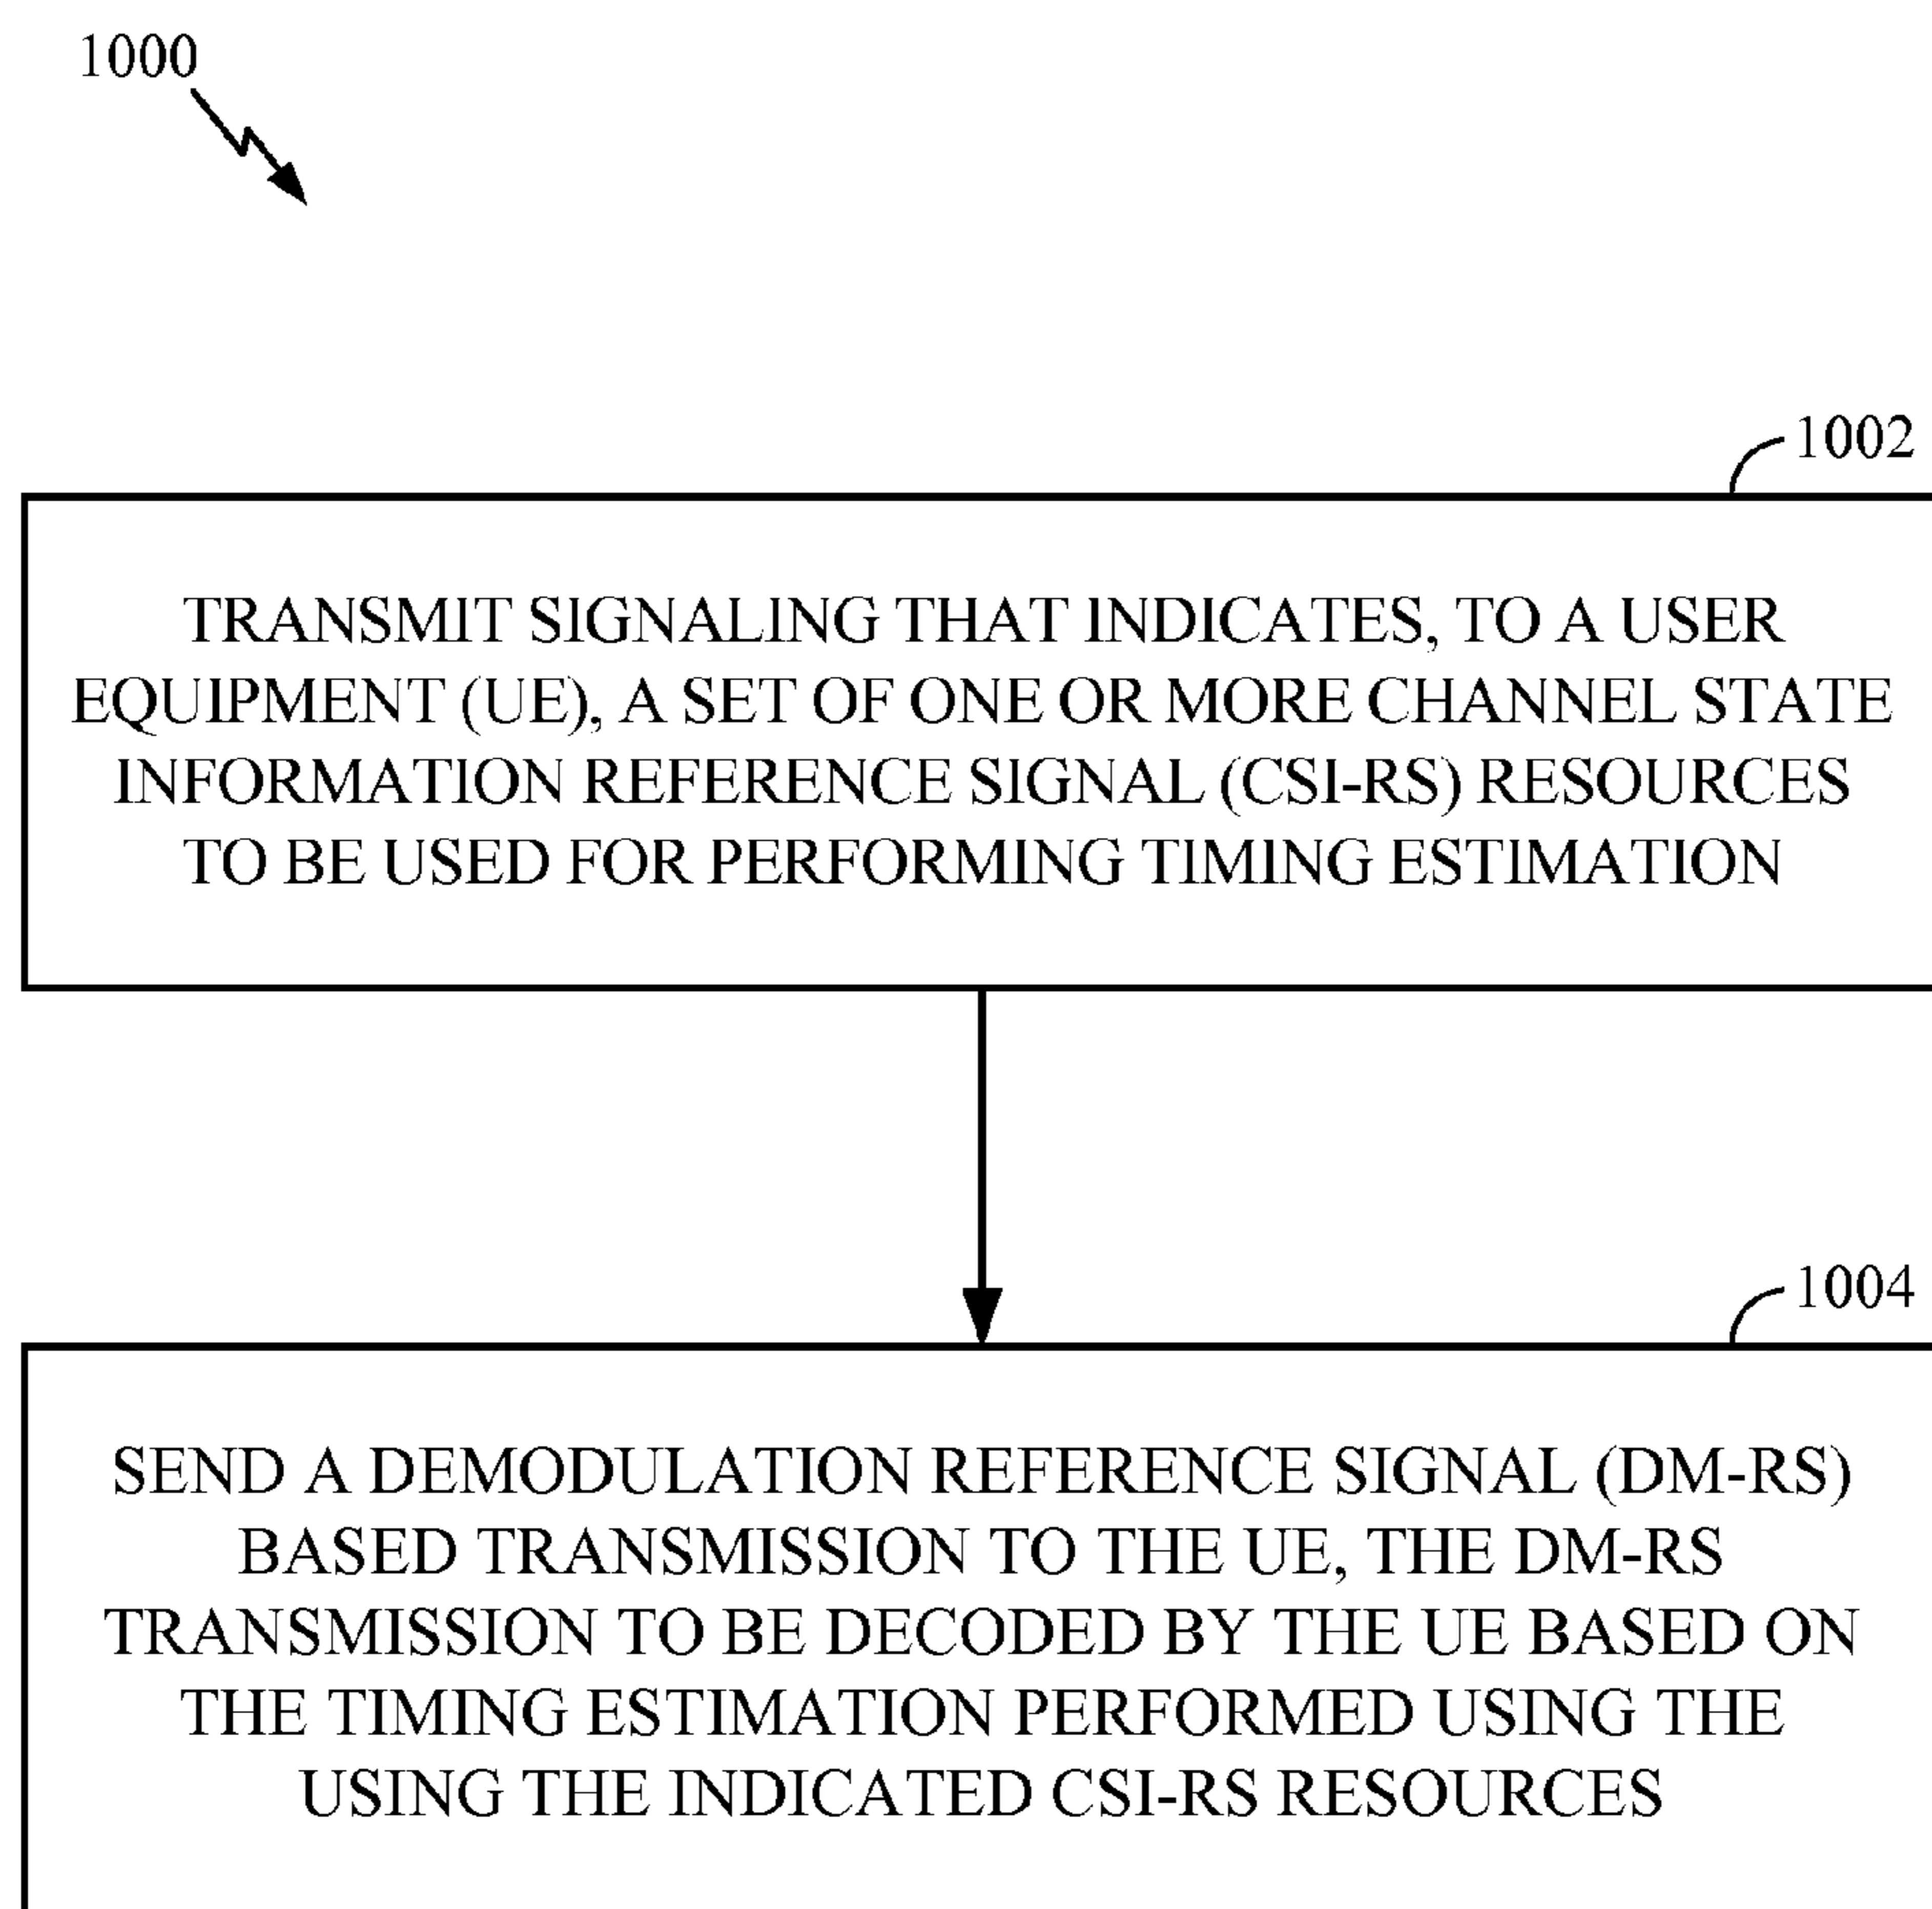 1000
1002
TRANSMIT SIGNALING THAT INDICATES, TO A USER
EQUIPMENT (UE), A SET OF ONE OR MORE CHANNEL STATE
INFORMATION REFERENCE SIGNAL (CSI-RS) RESOURCES
TO BE USED FOR PERFORMING TIMING ESTIMATION
1004
SEND A DEMODULATION REFERENCE SIGNAL (DM-RS)
BASED TRANSMISSION TO THE UE, THE DM-RS
TRANSMISSION TO BE DECODED BY THE UE BASED ON
THE TIMING ESTIMATION PERFORMED USING THE
USING THE INDICATED CSI-RS RESOURCES